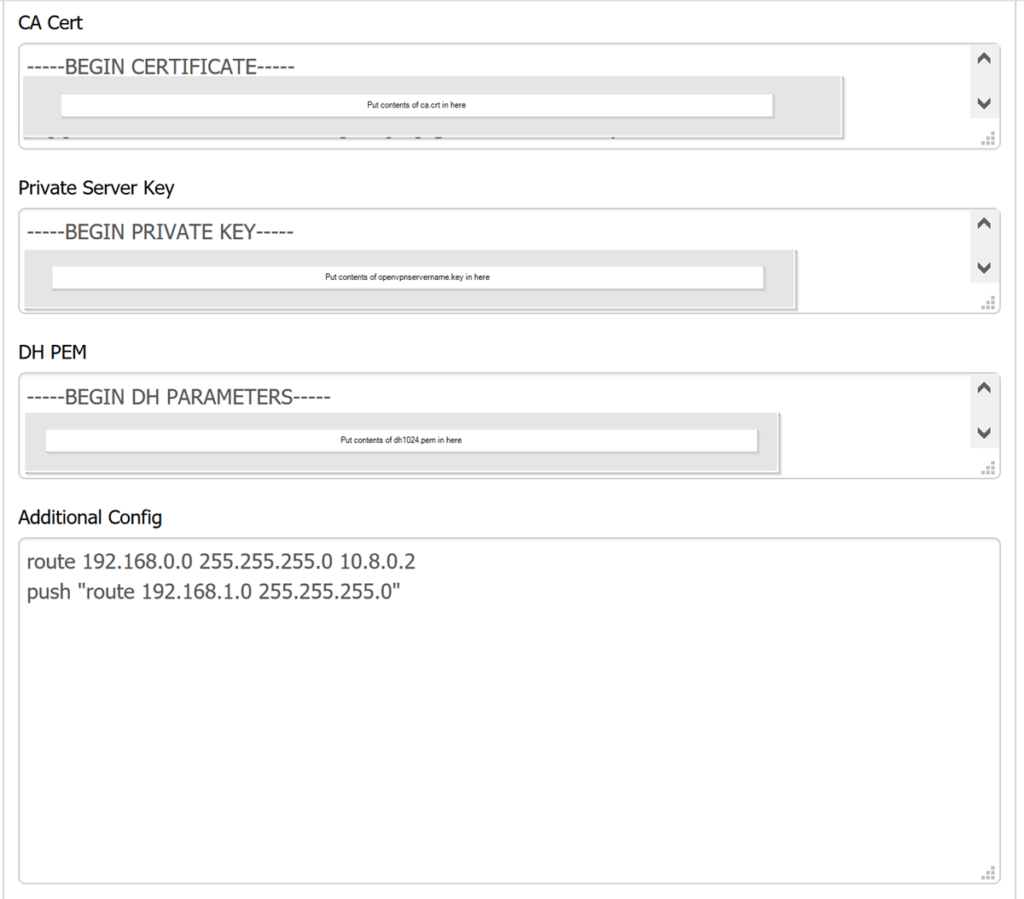 CA Cert
-----BEGIN CERTIFICATE-----
Put contents of ca.crt in here
Private Server Key
-----BEGIN PRIVATE KEY-----
Put contents of openvpnservername.key in here
DH PEM
-----BEGIN DH PARAMETERS-----
Put contents of dh1024.pem in here
Additional Config
route 192.168.0.0 255.255.255.0 10.8.0.2
push "route 192.168.1.0 255.255.255.0"